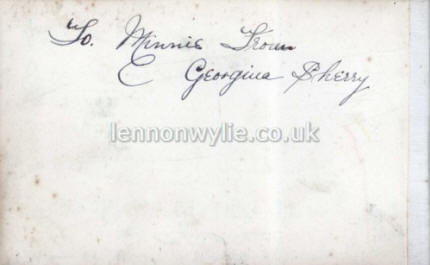 To. Minnie From
Georgina Sherry
lennonwylie.co.uk